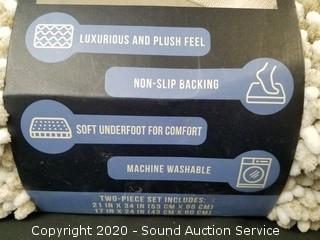 LUXURIOUS AND PLUSH FEEL
NON-SLIP BACKING
SOFT UNDERFOOT FOR COMFORT
MACHINE WASHABLE
TWO-PIECE SET INCLUDES:
21 IN X 34 IN (53 CM X 86 CM)
17 IN X 24 IN (43 CM X 60 CM)
Copyright 2020 - Sound Auction Service